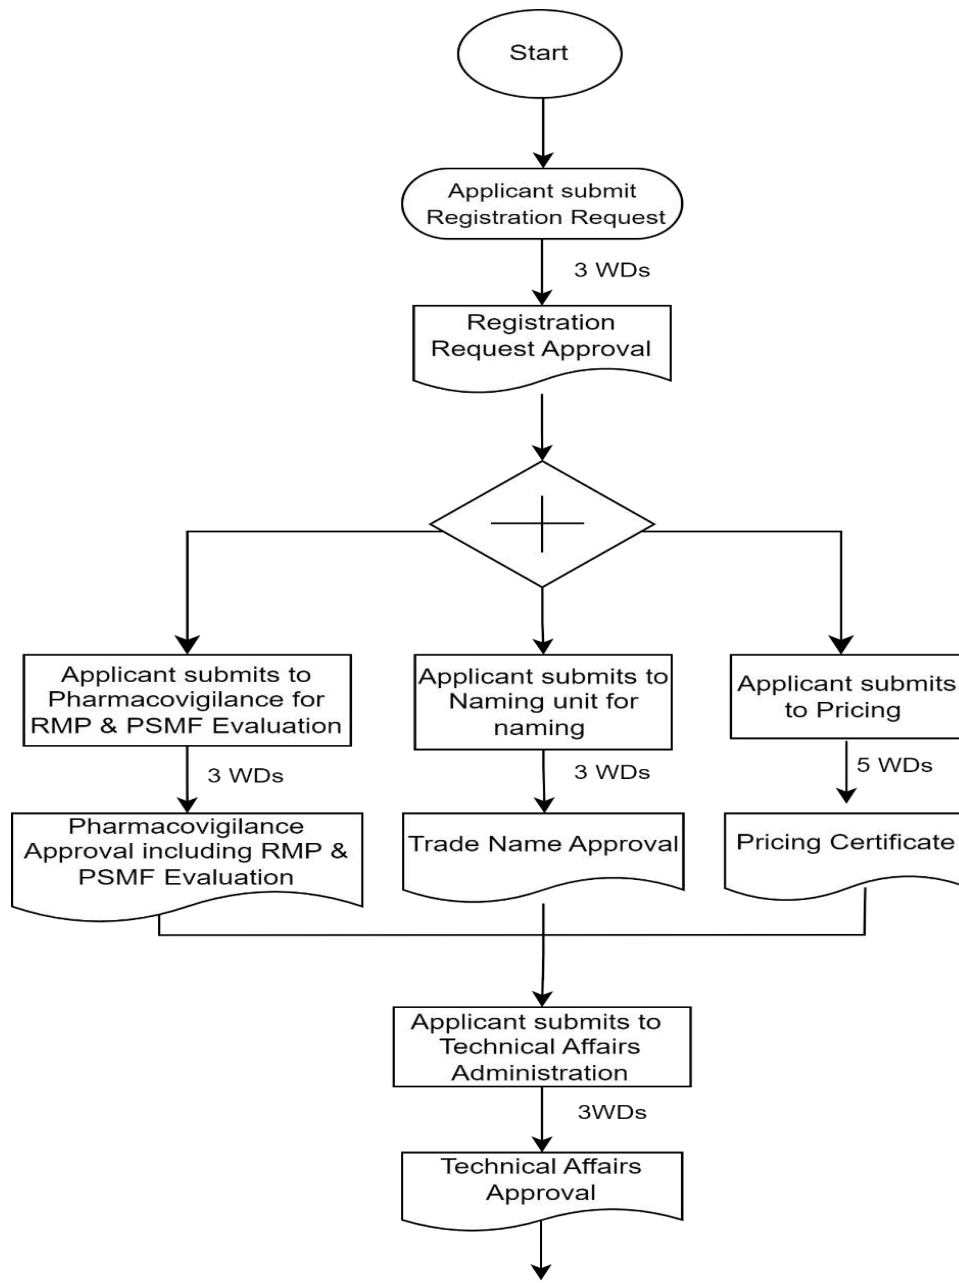 Start
Applicant submit
Registration Request
3 WDs
Registration
Request Approval
Applicant submits to
Pharmacovigilance for
RMP & PSMF Evaluation
Applicant submits to
Naming unit for
naming
Applicant submits
to Pricing
3 WDs
3 WDs
5 WDs
Pharmacovigilance
Approval including RMP &
PSMF Evaluation
Trade Name Approval
Pricing Certificate
Applicant submits to
Technical Affairs
Administration
3WDs
Technical Affairs
Approval